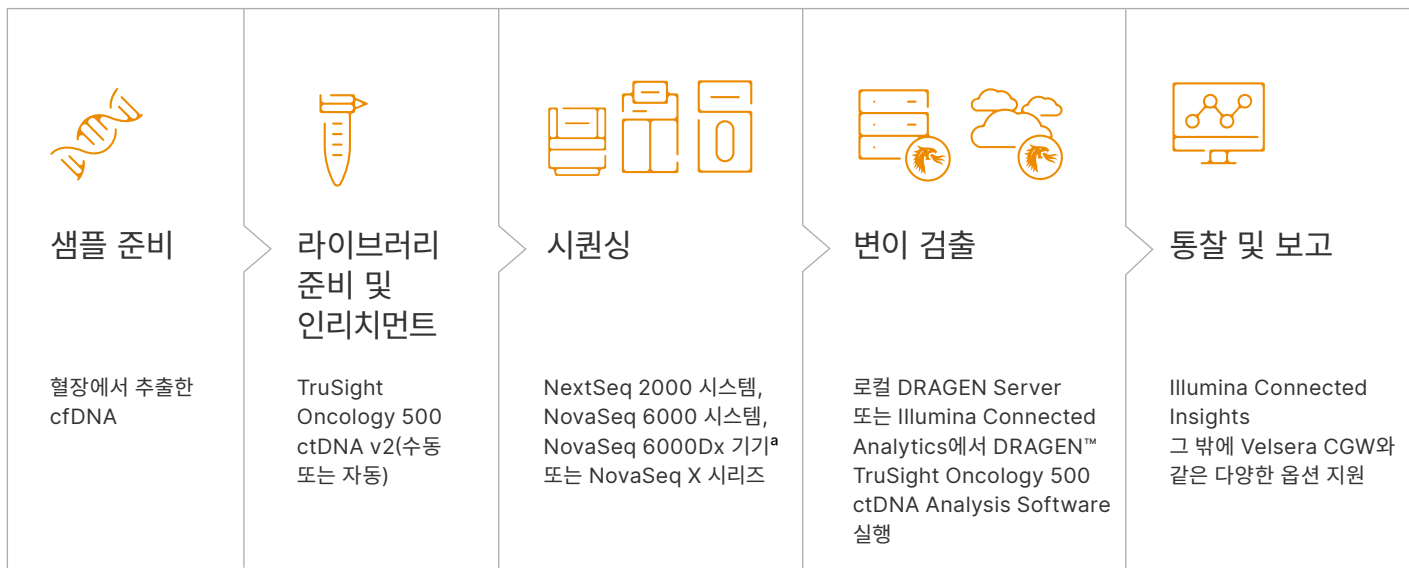 샘플 준비
혈장에서 추출한
cfDNA
라이브러리
준비 및
인리치먼트
TruSight
Oncology 500
ctDNA v2(수동
또는 자동)
시퀀싱
NextSeq 2000 시스템,
NovaSeq 6000 시스템,
NovaSeq 6000Dx 기기ᵃ
또는 NovaSeq X 시리즈
변이 검출
로컬 DRAGEN Server
또는 Illumina Connected
Analytics에서 DRAGEN™
TruSight Oncology 500
ctDNA Analysis Software
실행
통찰 및 보고
Illumina Connected
Insights
그 밖에 Velsera CGW와
같은 다양한 옵션 지원